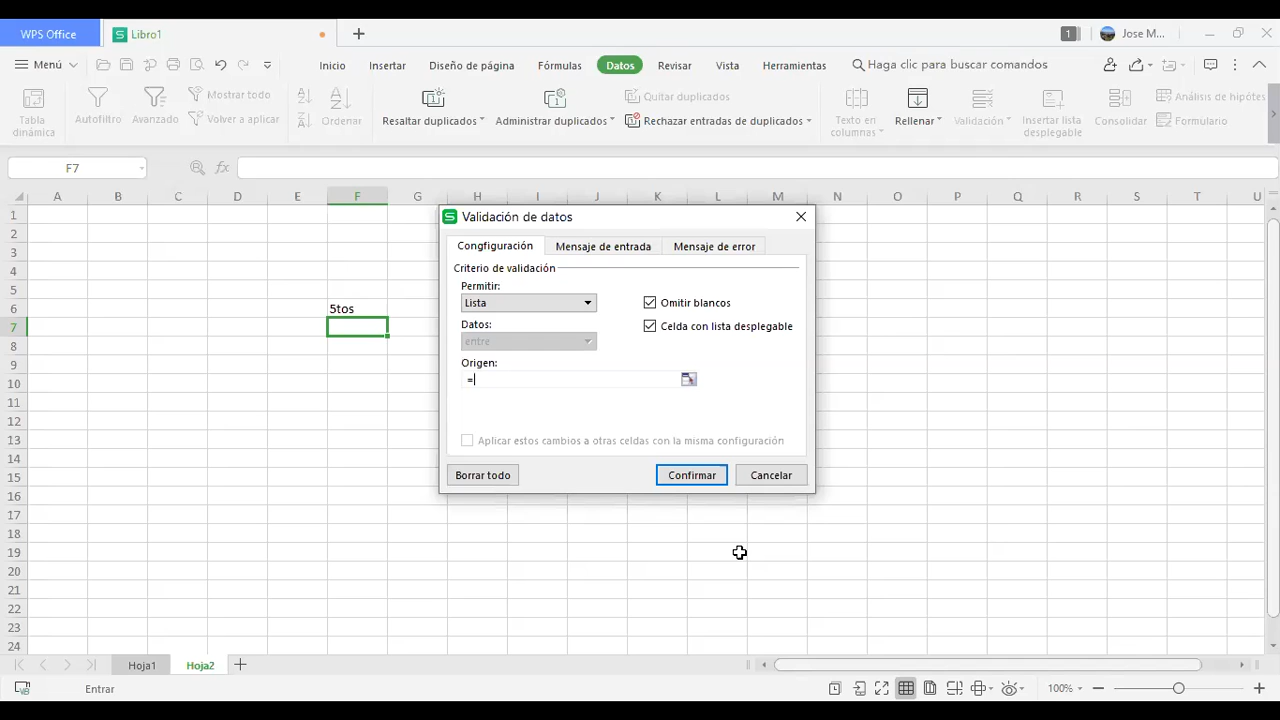 WPS Office Libro1 1 Jose M...
Menú Inicio Insertar Diseño de página Fórmulas Datos Revisar Vista Herramientas Haga clic para buscar comandos
Tabla dinámica Autofiltro Avanzado Mostrar todo Volver a aplicar Ordenar Resaltar duplicados Administrar duplicados Quitar duplicados Rechazar entradas de duplicados Texto en columnas Rellenar Validación Insertar lista desplegable Consolidar Análisis de hipótes Formulario
F7 fx
A B C D E F G H I J K L M N O P Q R S T U
1
2
3
4
5
6 5tos
7
8
9
10
11
12
13
14
15
16
17
18
19
20
21
22
23
24
Validación de datos
Congfiguración Mensaje de entrada Mensaje de error
Criterio de validación
Permitir:
Lista Omitir blancos
Datos:
entre Celda con lista desplegable
Origen:
=
Aplicar estos cambios a otras celdas con la misma configuración
Borrar todo Confirmar Cancelar
Hoja1 Hoja2
Entrar 100%